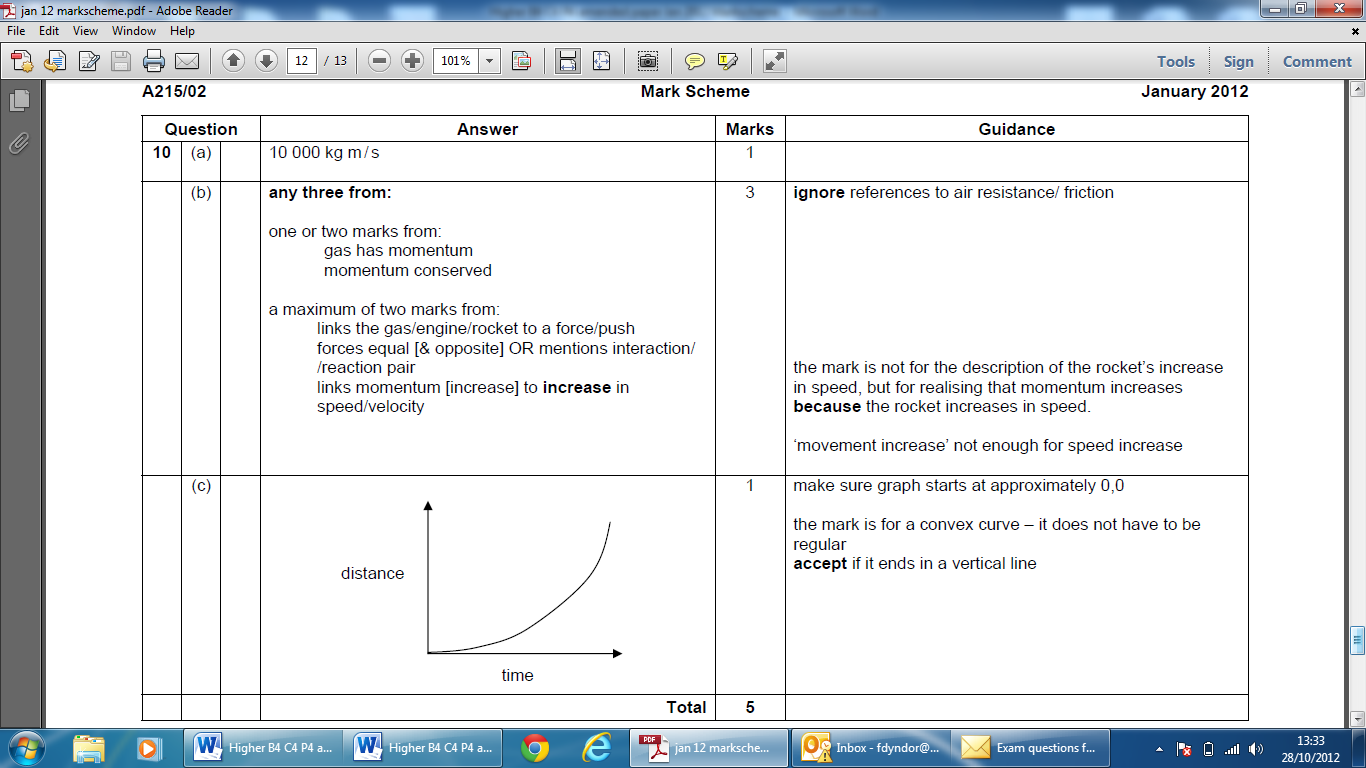 jan 12 markscheme.pdf - Adobe Reader
File Edit View Window Help
12 / 13 101% Tools Sign Comment
A215/02 Mark Scheme January 2012
Question Answer Marks Guidance
10 (a) 10 000 kg m / s 1
(b) any three from: 3 ignore references to air resistance/ friction
one or two marks from:
gas has momentum
momentum conserved
a maximum of two marks from:
links the gas/engine/rocket to a force/push
forces equal [& opposite] OR mentions interaction/
/reaction pair
links momentum [increase] to increase in
speed/velocity
the mark is not for the description of the rocket's increase
in speed, but for realising that momentum increases
because the rocket increases in speed.
'movement increase' not enough for speed increase
(c) 1 make sure graph starts at approximately 0,0
the mark is for a convex curve – it does not have to be
regular
accept if it ends in a vertical line
distance
time
Total 5
Higher B4 C4 P4 a... Higher B4 C4 P4 a... jan 12 markschem... Inbox - fdyndor@... Exam questions f... 13:33
28/10/2012